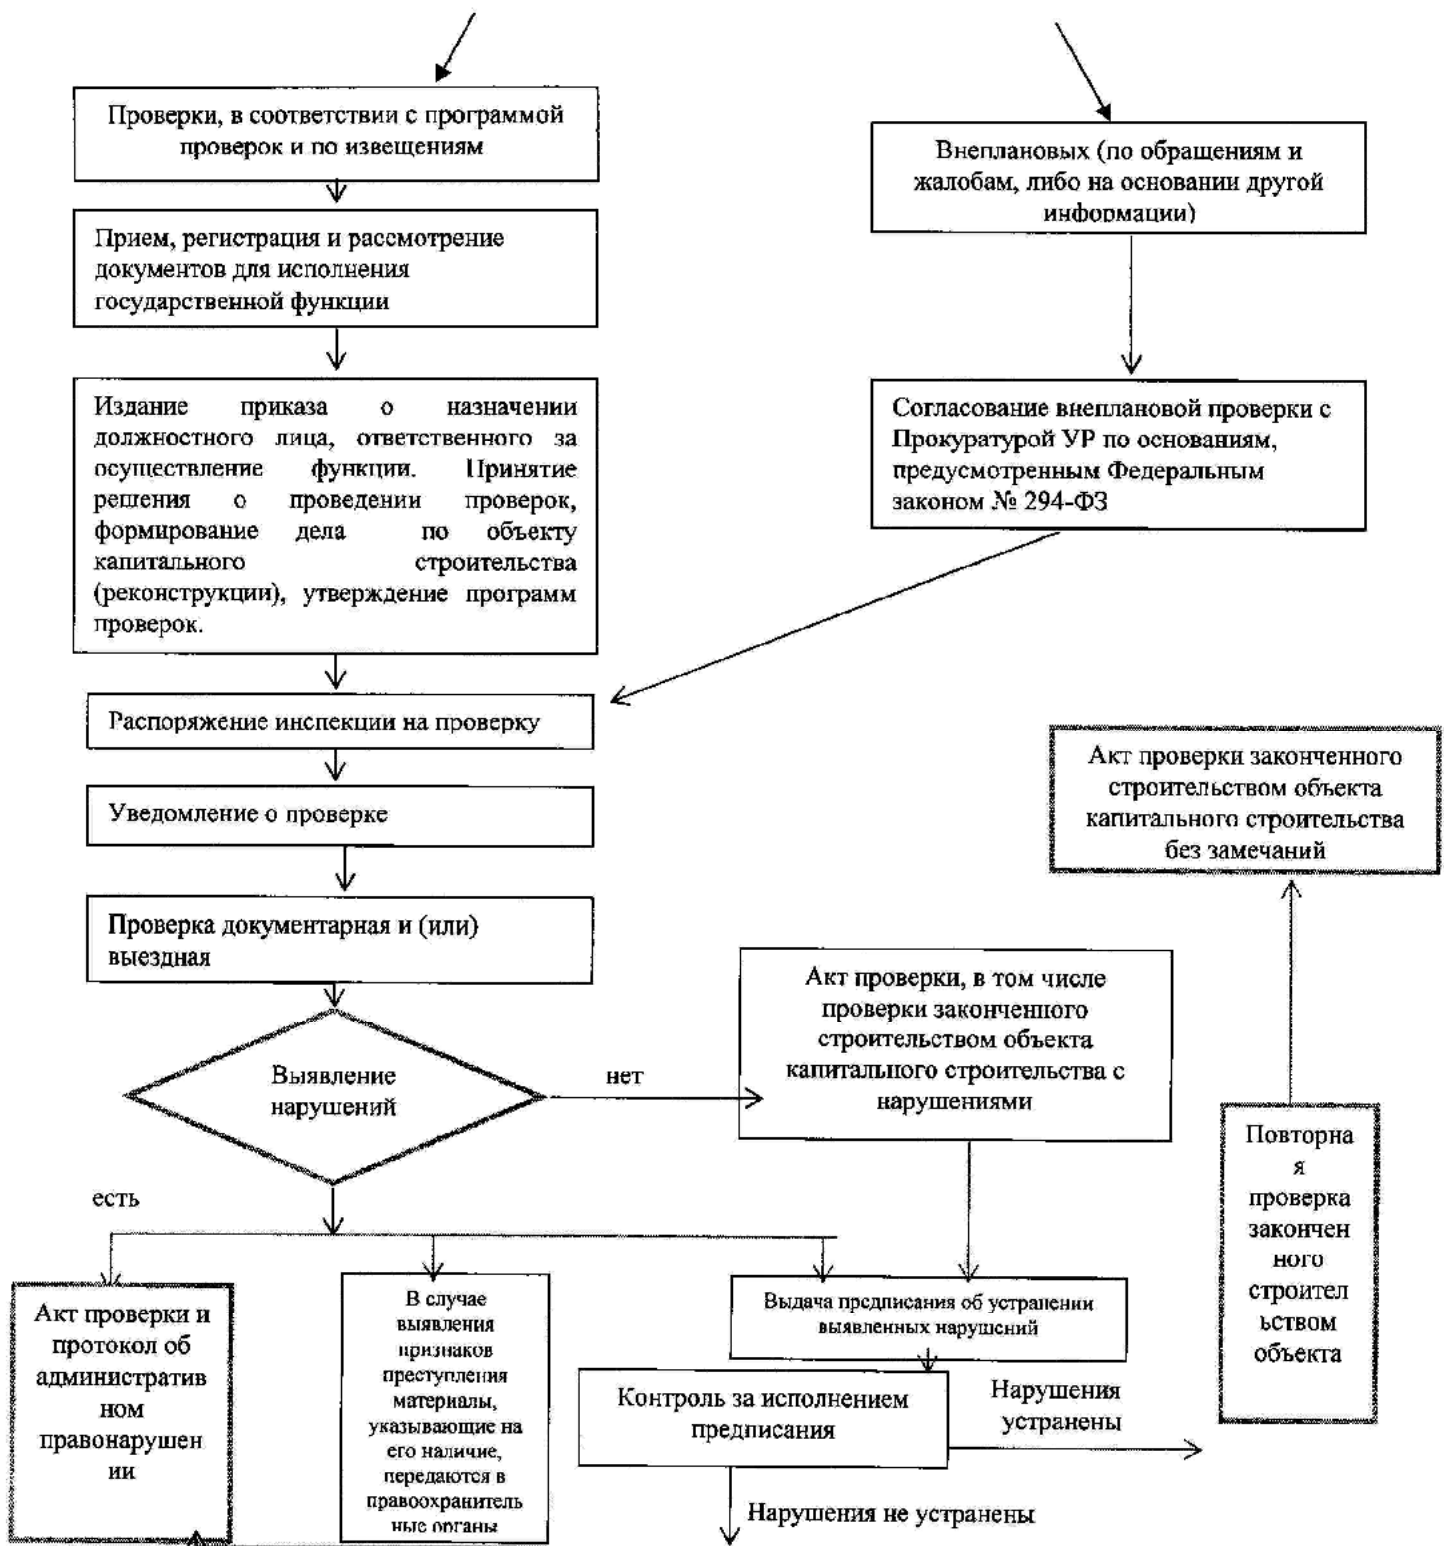 Проверки, в соответствии с программой
проверок и по извещениям
Внеплановых (по обращениям и
жалобам, либо на основании другой
информации)
Прием, регистрация и рассмотрение
документов для исполнения
государственной функции
Издание приказа о назначении
должностного лица, ответственного за
осуществление функции. Принятие
решения о проведении проверок,
формирование дела по объекту
капитального строительства
(реконструкции), утверждение программ
проверок.
Согласование внеплановой проверки с
Прокуратурой УР по основаниям,
предусмотренным Федеральным
законом № 294-ФЗ
Распоряжение инспекции на проверку
Уведомление о проверке
Проверка документарная и (или)
выездная
Акт проверки законченного
строительством объекта
капитального строительства
без замечаний
Выявление
нарушений
нет
Акт проверки, в том числе
проверки законченного
строительством объекта
капитального строительства с
нарушениями
Повторна
я
проверка
закончен
ного
строител
ьством
объекта
есть
Акт проверки и
протокол об
административ
ном
правонарушен
ии
В случае
выявления
признаков
преступления
материалы,
указывающие на
его наличие,
передаются в
правоохранитель
ные органы
Выдача предписания об устранении
выявленных нарушений
Контроль за исполнением
предписания
Нарушения
устранены
Нарушения не устранены